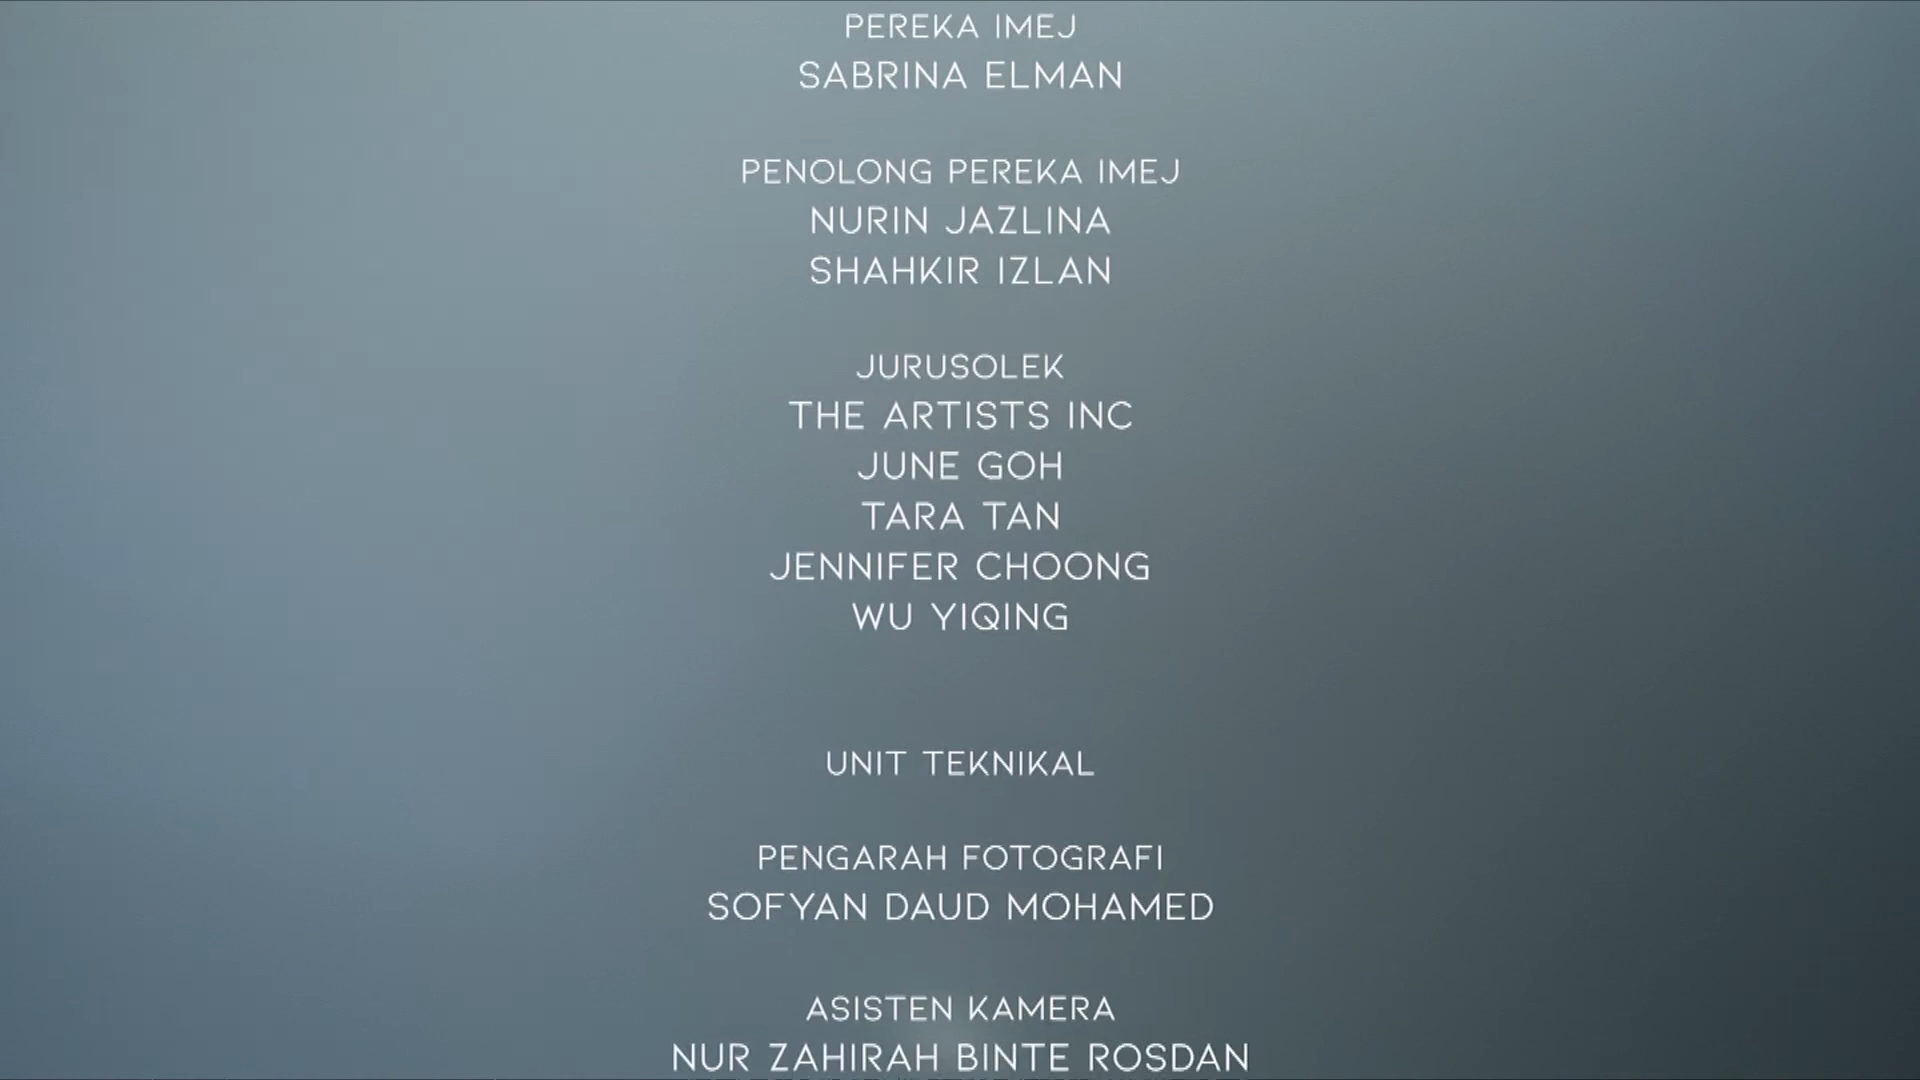 PEREKA IMEJ
SABRINA ELMAN
PENOLONG PEREKA IMEJ
NURIN JAZLINA
SHAHKIR IZLAN
JURUSOLEK
THE ARTISTS INC
JUNE GOH
TARA TAN
JENNIFER CHOONG
WU YIQING
UNIT TEKNIKAL
PENGARAH FOTOGRAFI
SOFYAN DAUD MOHAMED
ASISTEN KAMERA
NUR ZAHIRAH BINTE ROSDAN